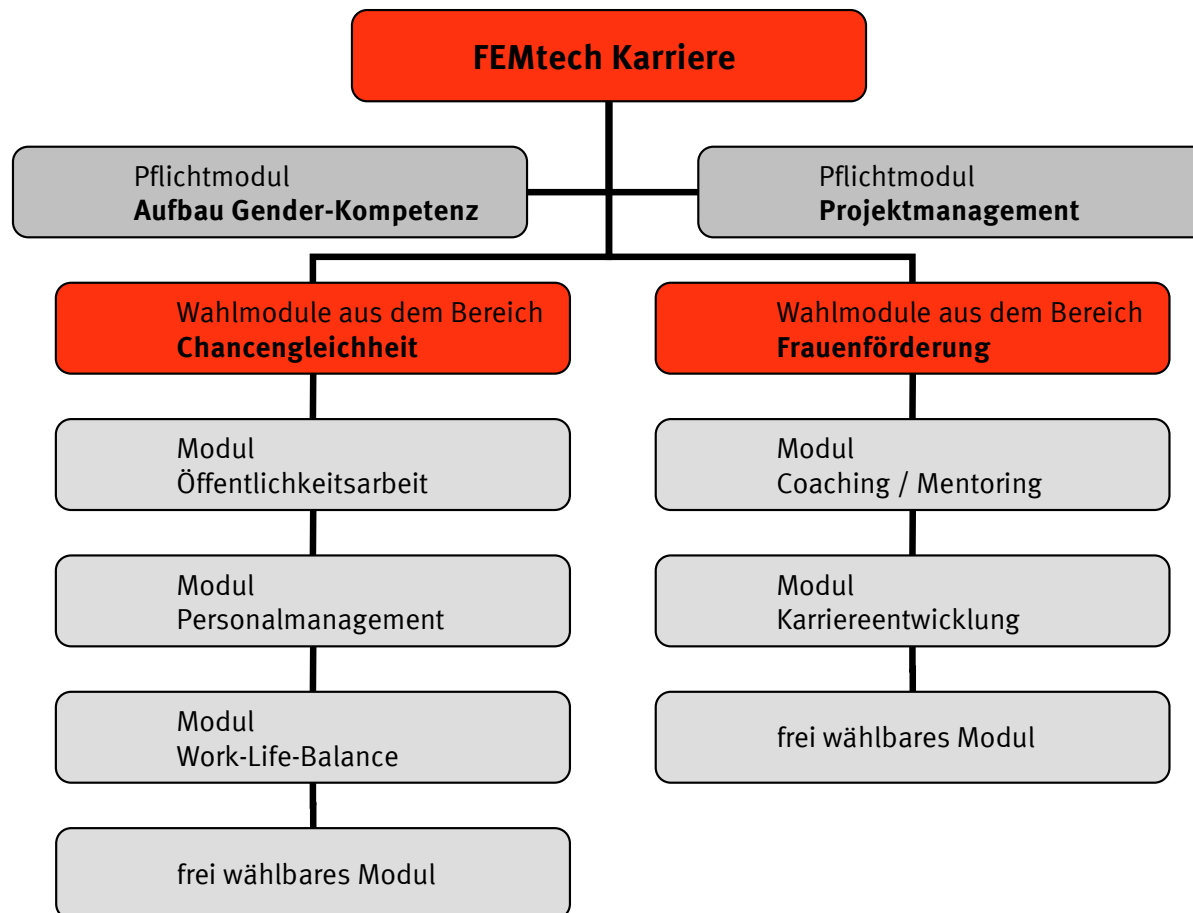 FEMtech Karriere
Pflichtmodul
Aufbau Gender-Kompetenz
Pflichtmodul
Projektmanagement
Wahlmodule aus dem Bereich
Chancengleichheit
Modul
Öffentlichkeitsarbeit
Modul
Personalmanagement
Modul
Work-Life-Balance
frei wählbares Modul
Wahlmodule aus dem Bereich
Frauenförderung
Modul
Coaching / Mentoring
Modul
Karriereentwicklung
frei wählbares Modul